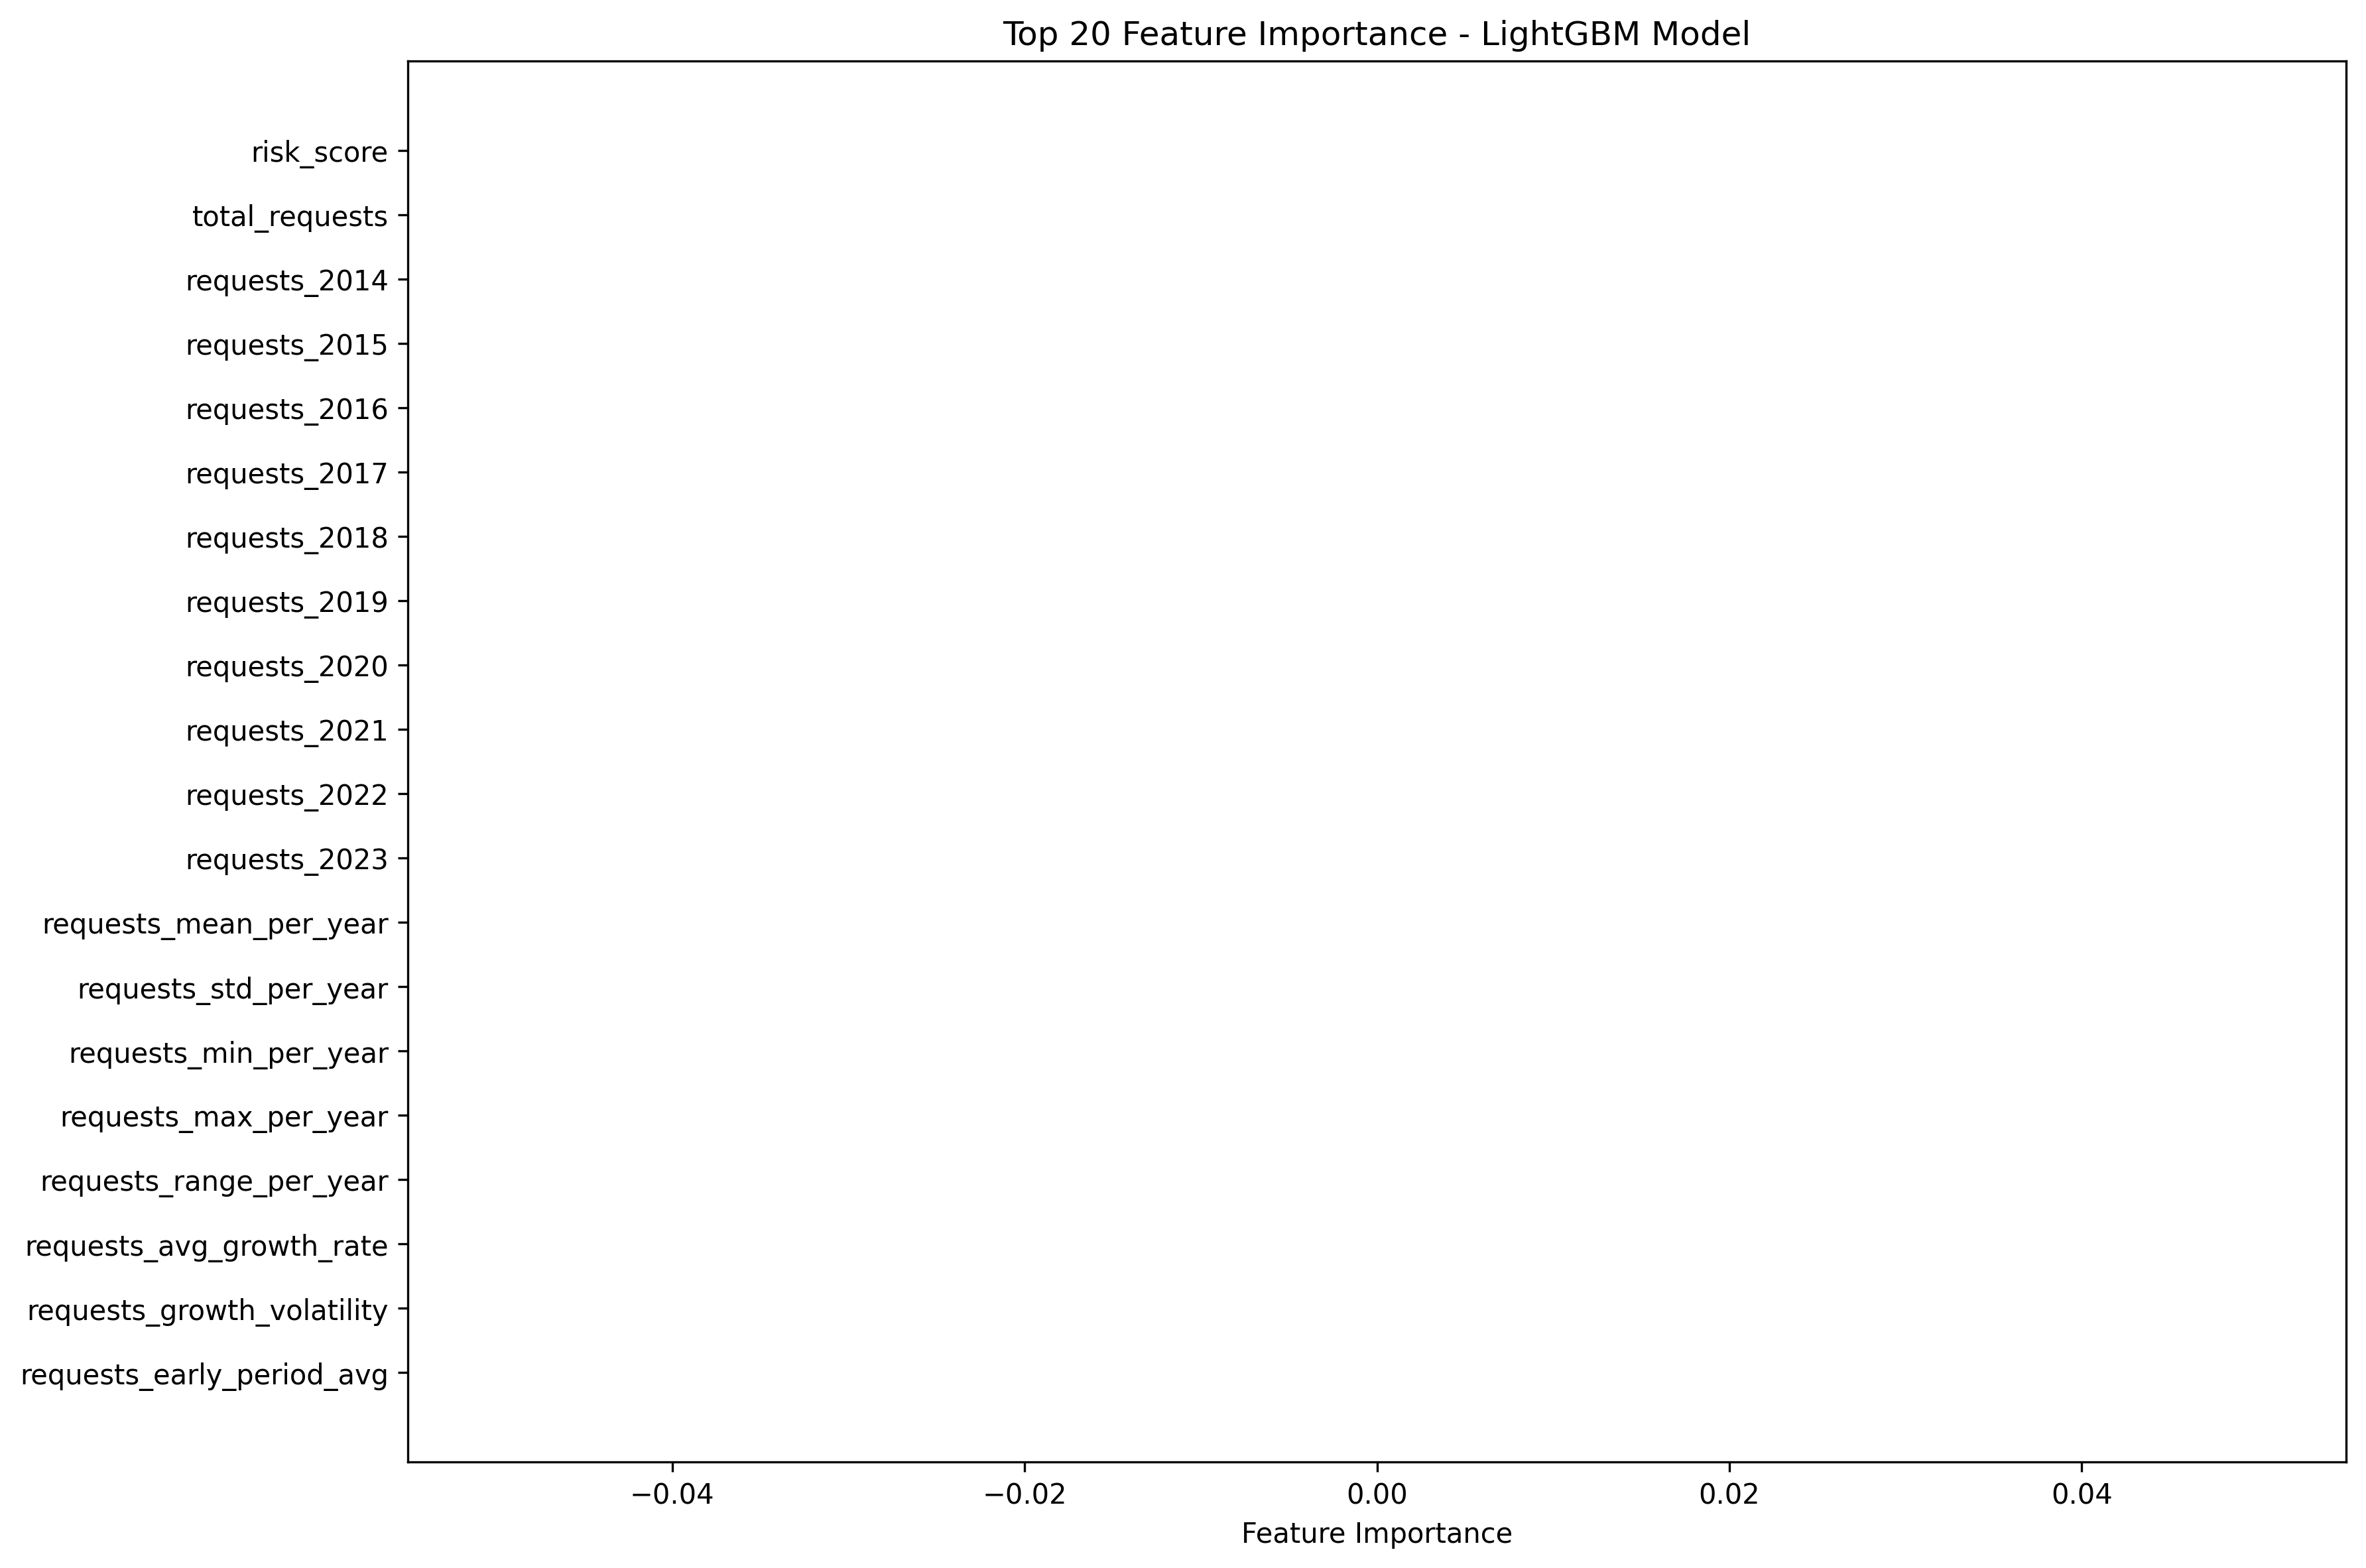 Top 20 Feature Importance - LightGBM Model
risk_score
total_requests
requests_2014
requests_2015
requests_2016
requests_2017
requests_2018
requests_2019
requests_2020
requests_2021
requests_2022
requests_2023
requests_mean_per_year
requests_std_per_year
requests_min_per_year
requests_max_per_year
requests_range_per_year
requests_avg_growth_rate
requests_growth_volatility
requests_early_period_avg
−0.04 −0.02 0.00 0.02 0.04
Feature Importance